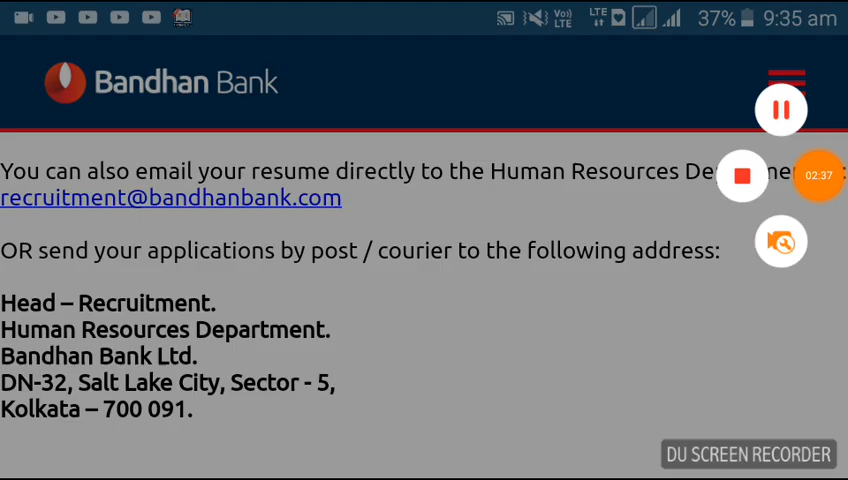 37% 9:35 am
Bandhan Bank
You can also email your resume directly to the Human Resources
recruitment@bandhanbank.com
02:37
OR send your applications by post / courier to the following address:
Head – Recruitment.
Human Resources Department.
Bandhan Bank Ltd.
DN-32, Salt Lake City, Sector - 5,
Kolkata – 700 091.
DU SCREEN RECORDER